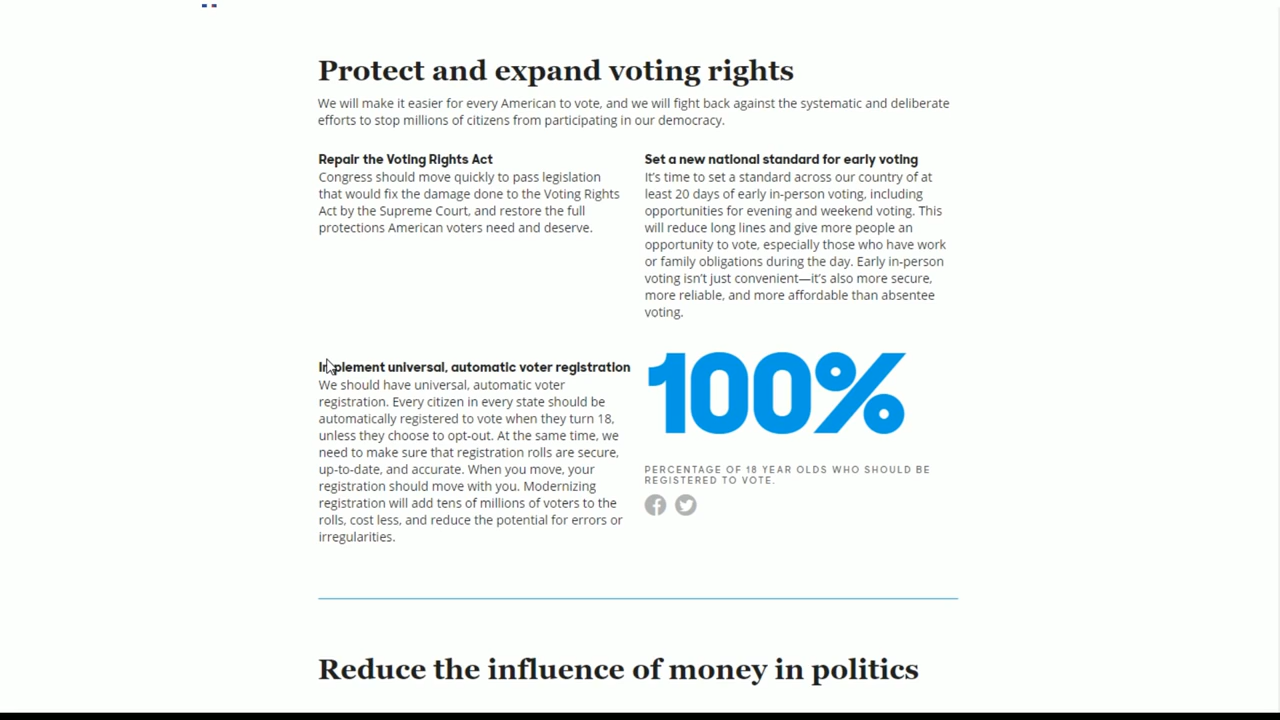 Protect and expand voting rights
We will make it easier for every American to vote, and we will fight back against the systematic and deliberate
efforts to stop millions of citizens from participating in our democracy.
Repair the Voting Rights Act
Congress should move quickly to pass legislation
that would fix the damage done to the Voting Rights
Act by the Supreme Court, and restore the full
protections American voters need and deserve.
Set a new national standard for early voting
It's time to set a standard across our country of at
least 20 days of early in-person voting, including
opportunities for evening and weekend voting. This
will reduce long lines and give more people an
opportunity to vote, especially those who have work
or family obligations during the day. Early in-person
voting isn't just convenient—it's also more secure,
more reliable, and more affordable than absentee
voting.
Implement universal, automatic voter registration
We should have universal, automatic voter
registration. Every citizen in every state should be
automatically registered to vote when they turn 18,
unless they choose to opt-out. At the same time, we
need to make sure that registration rolls are secure,
up-to-date, and accurate. When you move, your
registration should move with you. Modernizing
registration will add tens of millions of voters to the
rolls, cost less, and reduce the potential for errors or
irregularities.
100%
PERCENTAGE OF 18 YEAR OLDS WHO SHOULD BE
REGISTERED TO VOTE.
Reduce the influence of money in politics